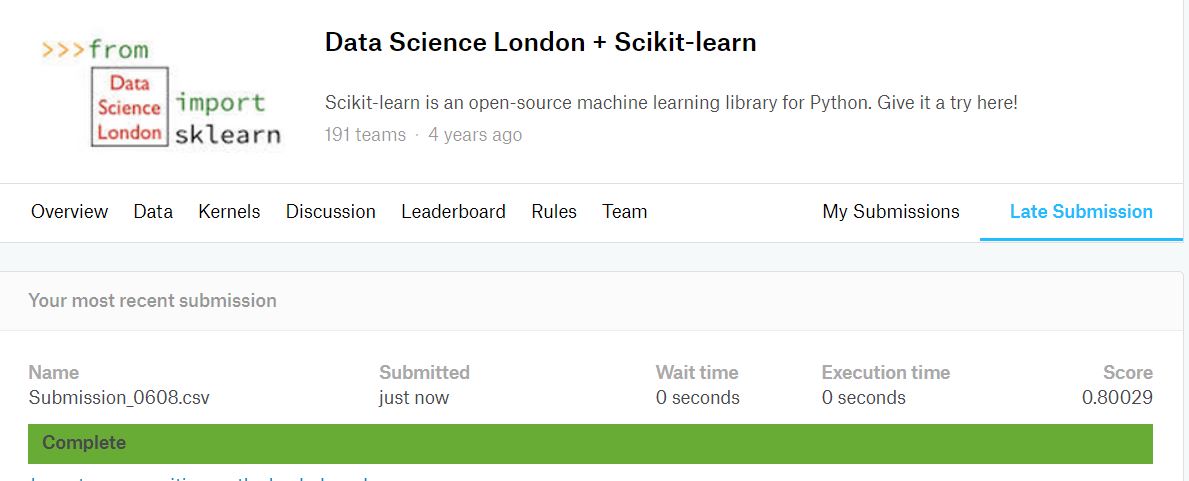 >>>from
Data
Science
London
import
sklearn
Data Science London + Scikit-learn
Scikit-learn is an open-source machine learning library for Python. Give it a try here!
191 teams · 4 years ago
Overview Data Kernels Discussion Leaderboard Rules Team My Submissions Late Submission
Your most recent submission
Name Submitted Wait time Execution time Score
Submission_0608.csv just now 0 seconds 0 seconds 0.80029
Complete